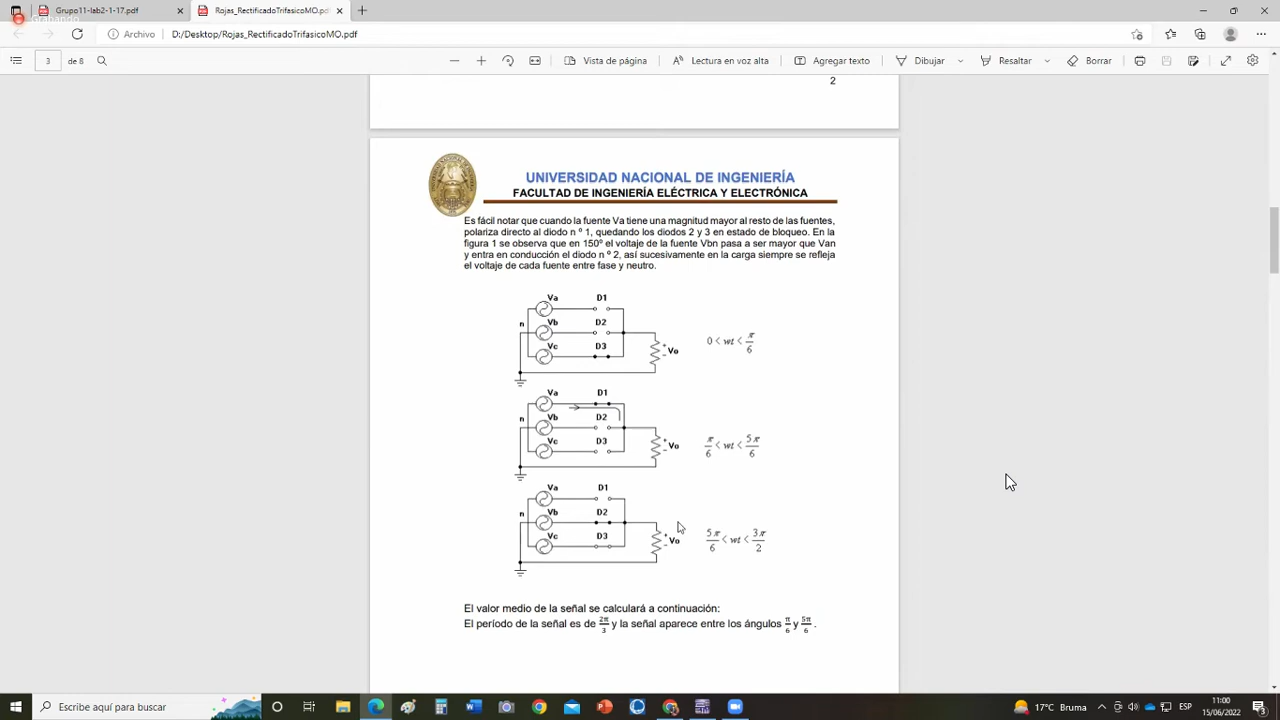 Grupo11-lab2-1-17.pdf
Rojas_RectificadoTrifasicoMO.pdf
Grabando
Archivo D:/Desktop/Rojas_RectificadoTrifasicoMO.pdf
3 de 8
Vista de página
Lectura en voz alta
Agregar texto
Dibujar
Resaltar
Borrar
2
UNIVERSIDAD NACIONAL DE INGENIERÍA
FACULTAD DE INGENIERÍA ELÉCTRICA Y ELECTRÓNICA
Es fácil notar que cuando la fuente Va tiene una magnitud mayor al resto de las fuentes,
polariza directo al diodo n º 1, quedando los diodos 2 y 3 en estado de bloqueo. En la
figura 1 se observa que en 150º el voltaje de la fuente Vbn pasa a ser mayor que Van
y entra en conducción el diodo n º 2, así sucesivamente en la carga siempre se refleja
el voltaje de cada fuente entre fase y neutro.
Va D1
n Vb D2
Vc D3
+ Vo -
0 < wt < π/6
Va D1
n Vb D2
Vc D3
+ Vo -
π/6 < wt < 5π/6
Va D1
n Vb D2
Vc D3
+ Vo -
5π/6 < wt < 3π/2
El valor medio de la señal se calculará a continuación:
El período de la señal es de 2π/3 y la señal aparece entre los ángulos π/6 y 5π/6 .
Escribe aquí para buscar
17°C Bruma
ESP
11:00
15/06/2022